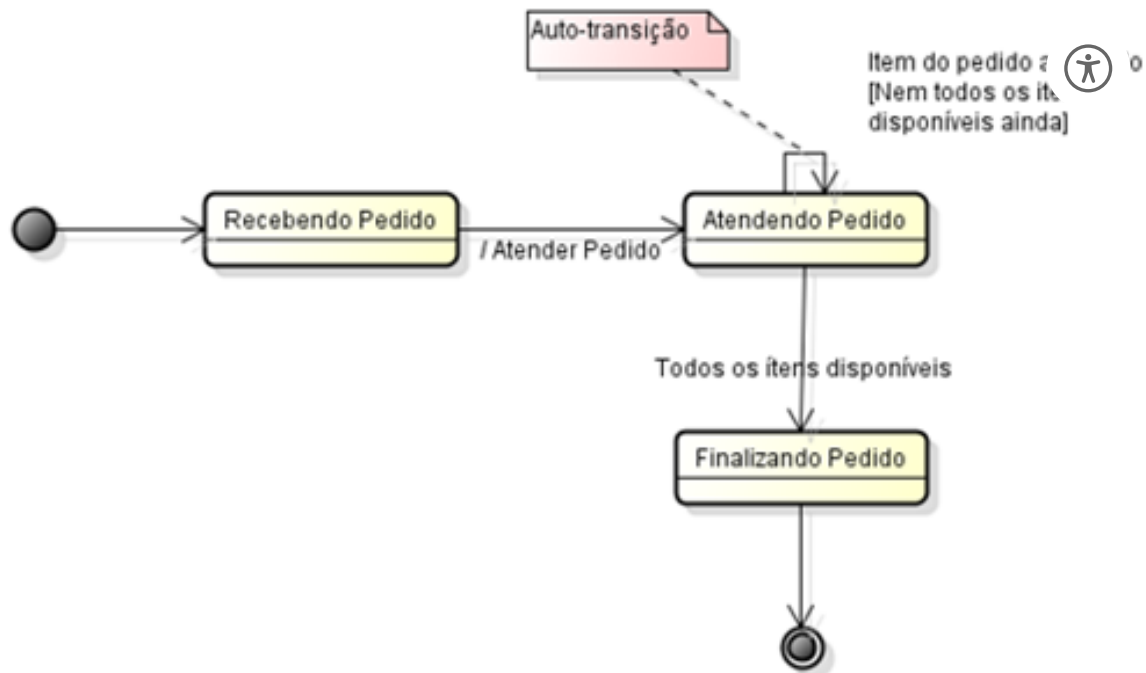 Auto-transição
Item do pedido
[Nem todos os
disponíveis ainda]
Recebendo Pedido
/ Atender Pedido
Atendendo Pedido
Todos os ítens disponíveis
Finalizando Pedido